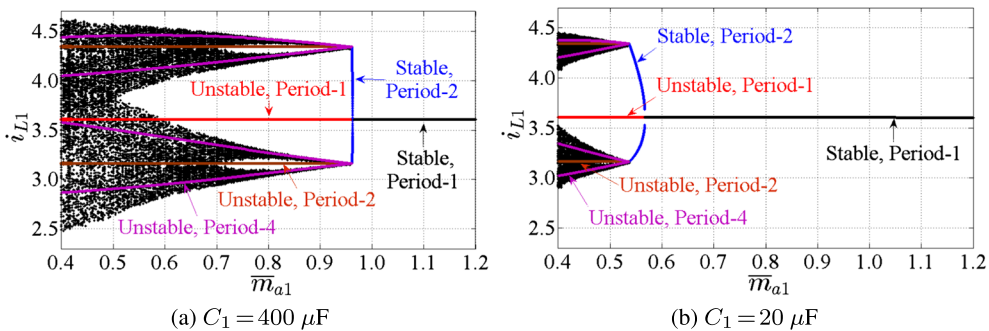 4.5
4.0
3.5
3.0
2.5
i_{L1}
Unstable, Period-1
Stable,
Period-2
Stable,
Period-1
Unstable, Period-2
Unstable, Period-4
0.4 0.5 0.6 0.7 0.8 0.9 1.0 1.1 1.2
\overline{m}_{a1}
(a) C_1 = 400 μF
4.5
4.0
3.5
3.0
2.5
i_{L1}
Stable, Period-2
Unstable, Period-1
Stable, Period-1
Unstable, Period-2
Unstable, Period-4
0.4 0.5 0.6 0.7 0.8 0.9 1.0 1.1 1.2
\overline{m}_{a1}
(b) C_1 = 20 μF